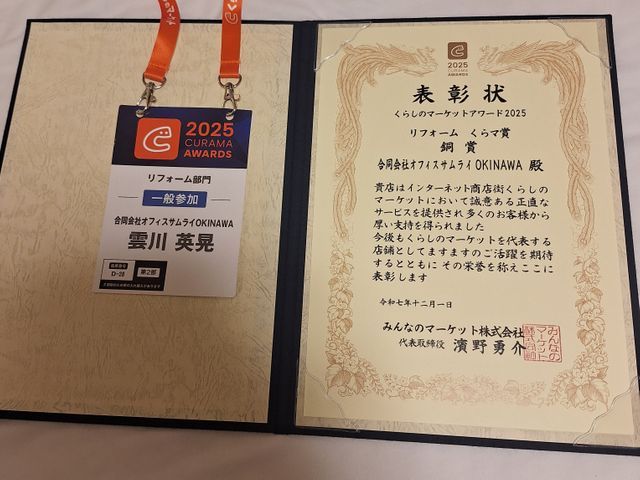 くらしのマ
2025
CURAMA
AWARDS
リフォーム部門
一般参加
合同会社オフィスサムライOKINAWA
雲川 英晃
D-28
第2部
2025
CURAMA
AWARDS
表彰状
くらしのマーケットアワード2025
リフォーム くらマ賞
銅賞
合同会社オフィスサムライOKINAWA 殿
貴店はインターネット商店街くらしの
マーケットにおいて誠意ある正直な
サービスを提供され多くのお客様から
厚い支持を得られました
今後もくらしのマーケットを代表する
店舗としてますますのご活躍を期待
するとともに その栄誉を称えここに
表彰します
令和七年十二月一日
みんなのマーケット株式会社
代表取締役 濱野勇介